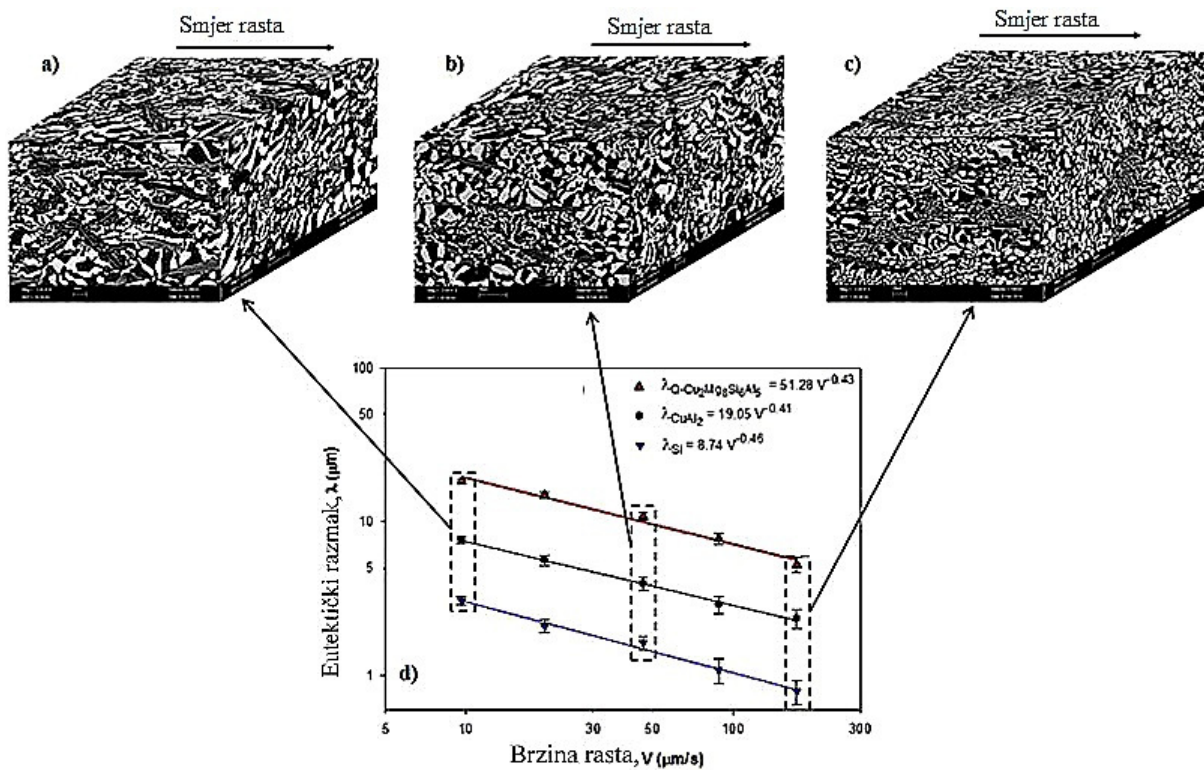 Smjer rasta
Smjer rasta
Smjer rasta
a)
b)
c)
100
50
10
5
1
λQ-Cu2Mg8Si6Al5 = 51.28 V-0.43
λCuAl2 = 19.05 V-0.41
λSi = 8.74 V-0.46
Eutektički razmak, λ (μm)
d)
5 10 30 50 100 300
Brzina rasta, V (μm/s)